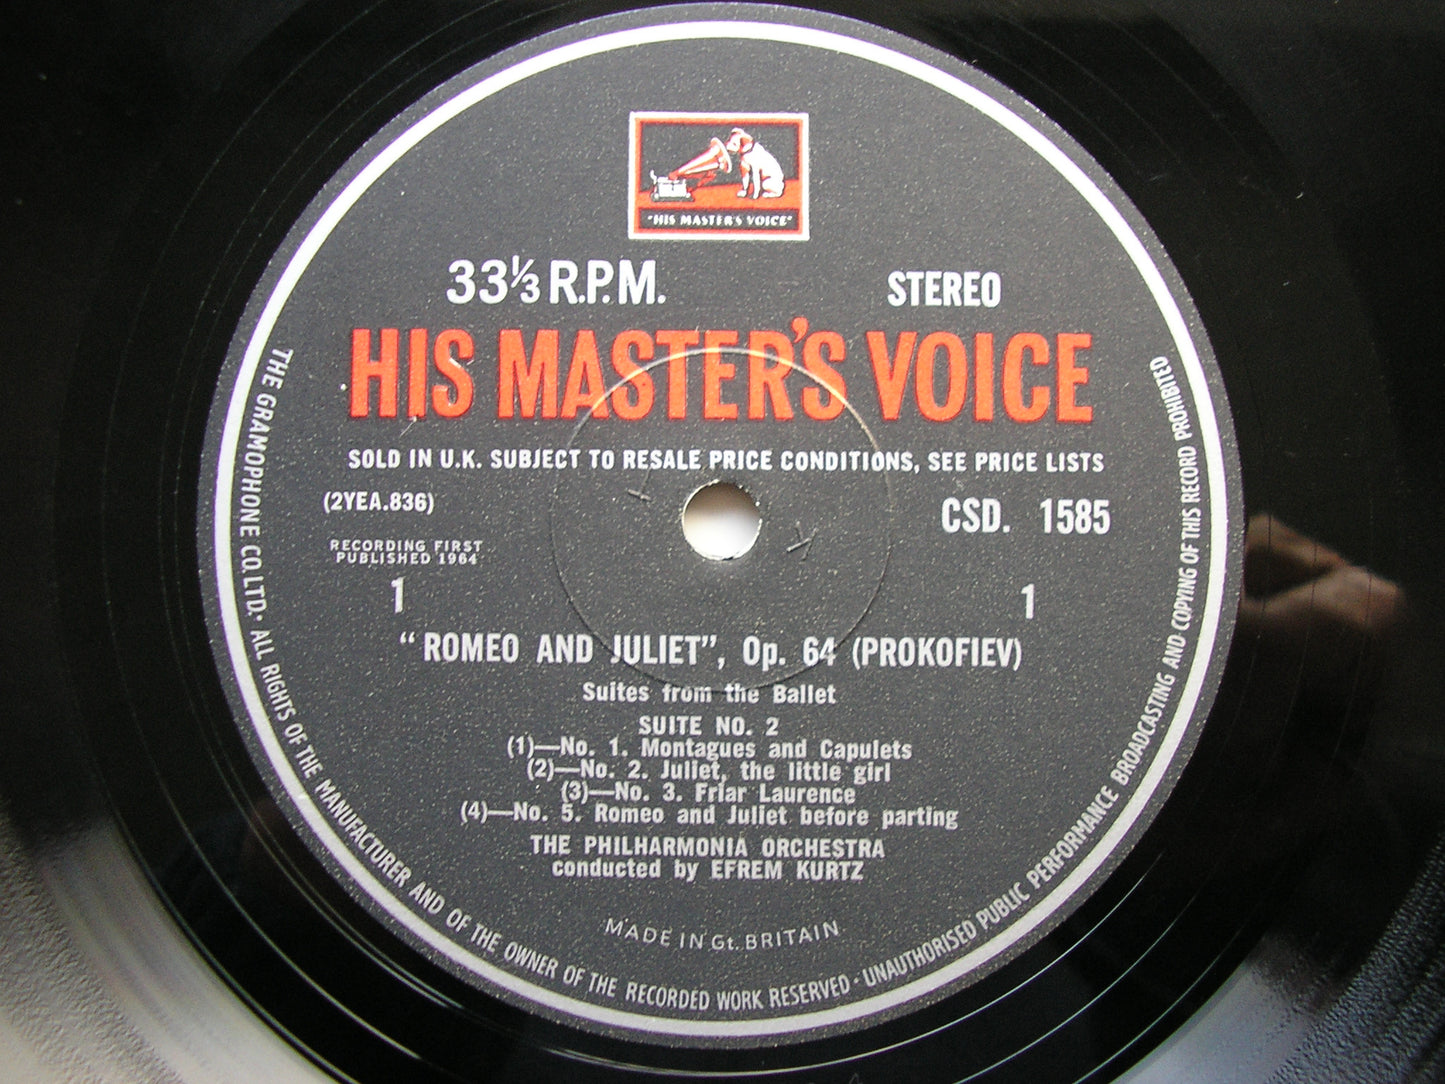 "HIS MASTER'S VOICE"
33⅓ R.P.M. STEREO
HIS MASTER'S VOICE
SOLD IN U.K. SUBJECT TO RESALE PRICE CONDITIONS, SEE PRICE LISTS
(2YEA.836) CSD. 1585
RECORDING FIRST
PUBLISHED 1964
1 1
"ROMEO AND JULIET", Op. 64 (PROKOFIEV)
Suites from the Ballet
SUITE NO. 2
(1)—No. 1. Montagues and Capulets
(2)—No. 2. Juliet, the little girl
(3)—No. 3. Friar Laurence
(4)—No. 5. Romeo and Juliet before parting
THE PHILHARMONIA ORCHESTRA
conducted by EFREM KURTZ
MADE IN Gt. BRITAIN
THE GRAMOPHONE CO. LTD. · ALL RIGHTS OF THE MANUFACTURER AND OF THE OWNER OF THE RECORDED WORK RESERVED · UNAUTHORISED PUBLIC PERFORMANCE BROADCASTING AND COPYING OF THIS RECORD PROHIBITED